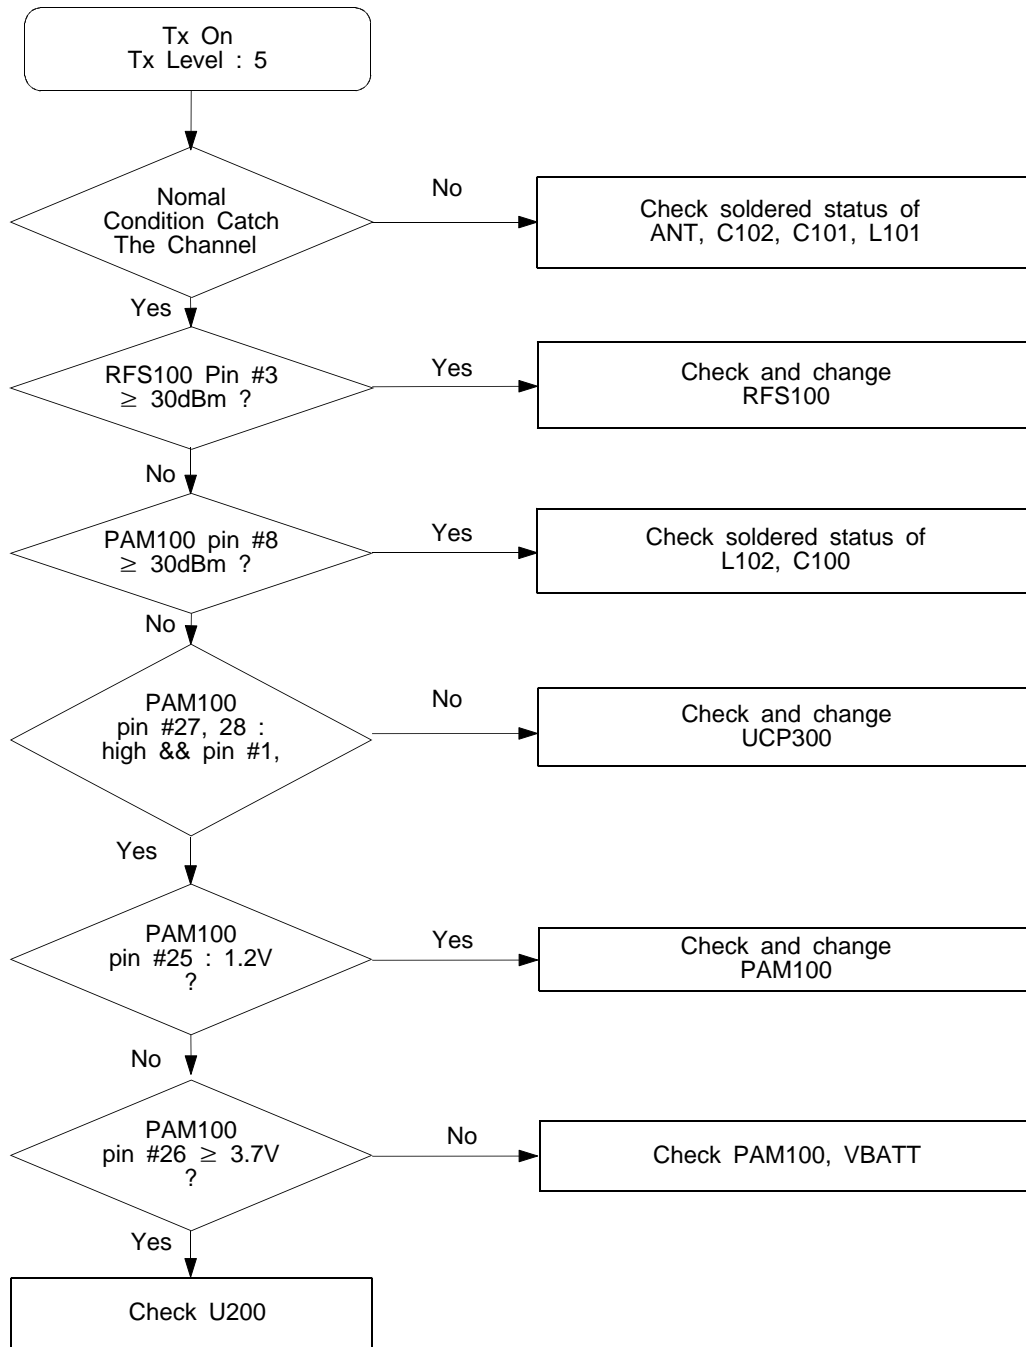 Tx On
Tx Level : 5
Nomal
Condition Catch
The Channel
No
Check soldered status of
ANT, C102, C101, L101
Yes
RFS100 Pin #3
≥ 30dBm ?
Yes
Check and change
RFS100
No
PAM100 pin #8
≥ 30dBm ?
Yes
Check soldered status of
L102, C100
No
PAM100
pin #27, 28 :
high && pin #1,
No
Check and change
UCP300
Yes
PAM100
pin #25 : 1.2V
?
Yes
Check and change
PAM100
No
PAM100
pin #26 ≥ 3.7V
?
No
Check PAM100, VBATT
Yes
Check U200